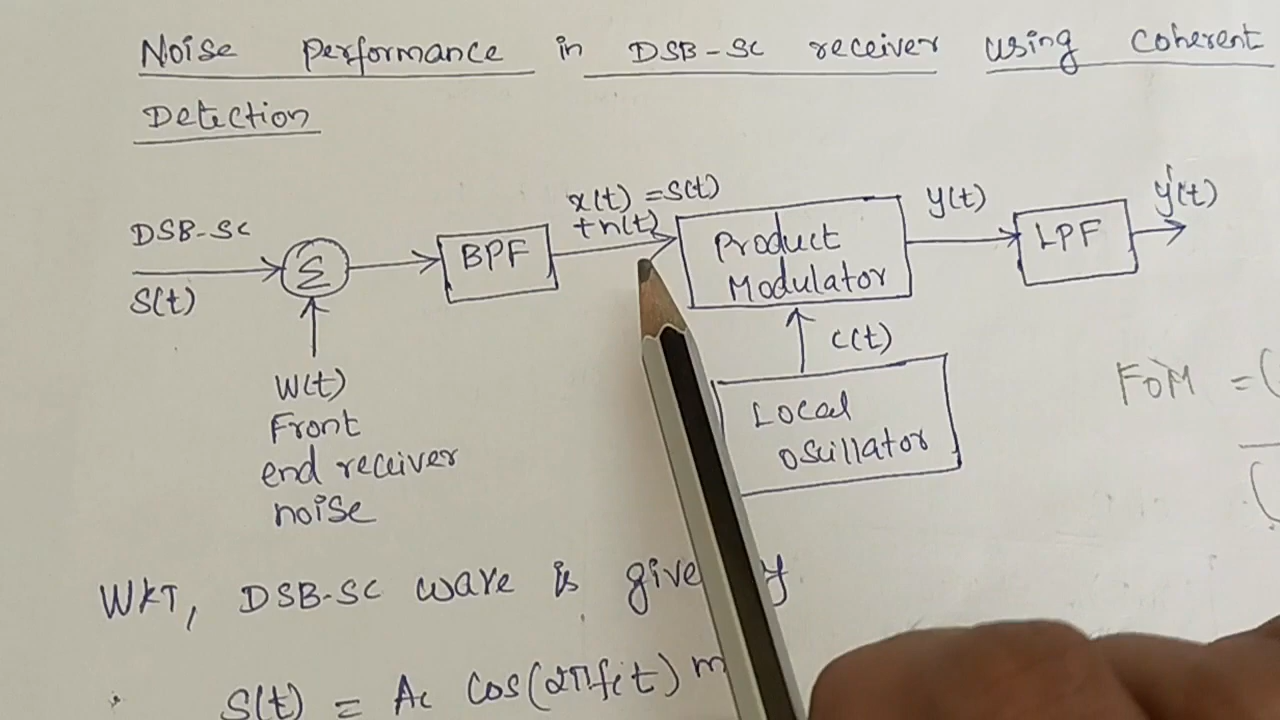 Noise Performance in DSB-SC receiver using Coherent
Detection
DSB-SC
S(t)
Σ
W(t)
Front
end receiver
noise
BPF
x(t) = S(t)
+n(t)
Product
Modulator
C(t)
Local
oscillator
y(t)
LPF
y'(t)
FOM = (
(
WKT, DSB-SC wave is
S(t) = Ac Cos(2πfct) m